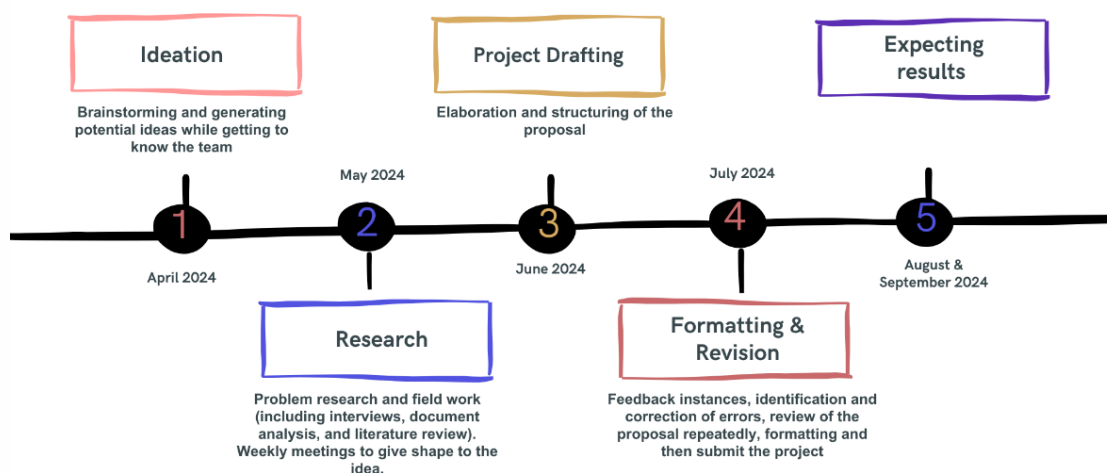 Ideation
Brainstorming and generating
potential ideas while getting to
know the team
1
April 2024
May 2024
2
Research
Problem research and field work
(including interviews, document
analysis, and literature review).
Weekly meetings to give shape to the
idea.
Project Drafting
Elaboration and structuring of the
proposal
3
June 2024
July 2024
4
Formatting &
Revision
Feedback instances, identification and
correction of errors, review of the
proposal repeatedly, formatting and
then submit the project
Expecting
results
5
August &
September 2024